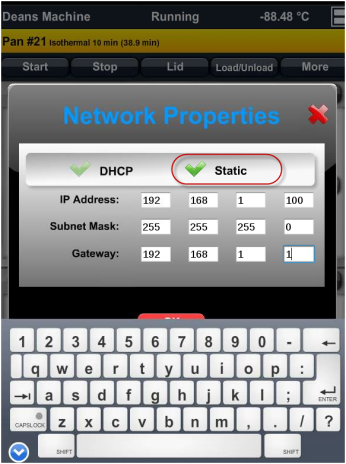 Deans Machine Running -88.48 °C
Pan #21 Isothermal 10 min (38.9 min)
Start Stop Lid Load/Unload More
Network Properties
DHCP Static
IP Address: 192 168 1 100
Subnet Mask: 255 255 255 0
Gateway: 192 168 1 1
1 2 3 4 5 6 7 8 9 0 - ←
q w e r t y u i o p :
→ a s d f g h j k l ; ENTER
CAPSLOCK z x c v b n m , . / ?
SHIFT SHIFT